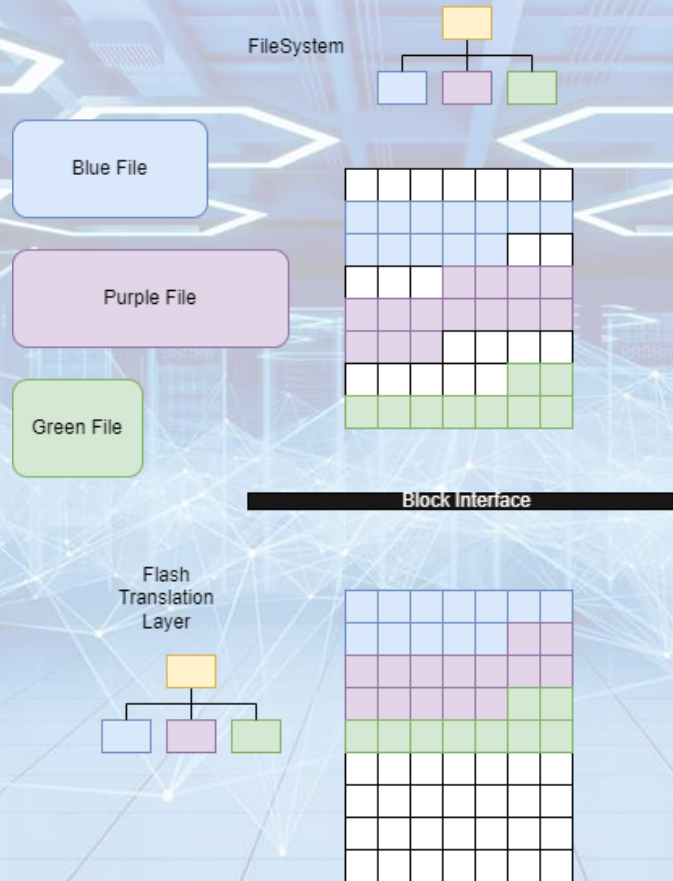 FileSystem
Blue File
Purple File
Green File
Block Interface
Flash
Translation
Layer